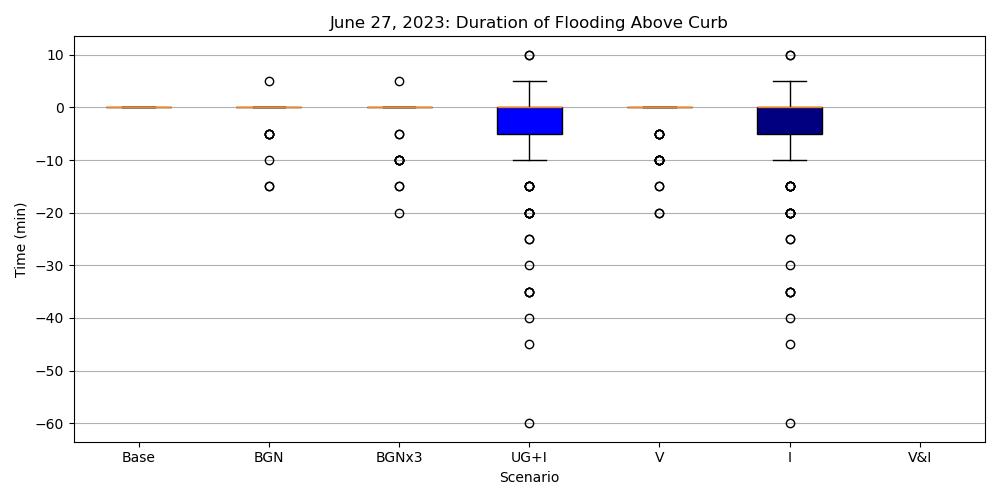 June 27, 2023: Duration of Flooding Above Curb
10
0
−10
−20
−30
−40
−50
−60
Time (min)
Base BGN BGNx3 UG+I V I V&I
Scenario